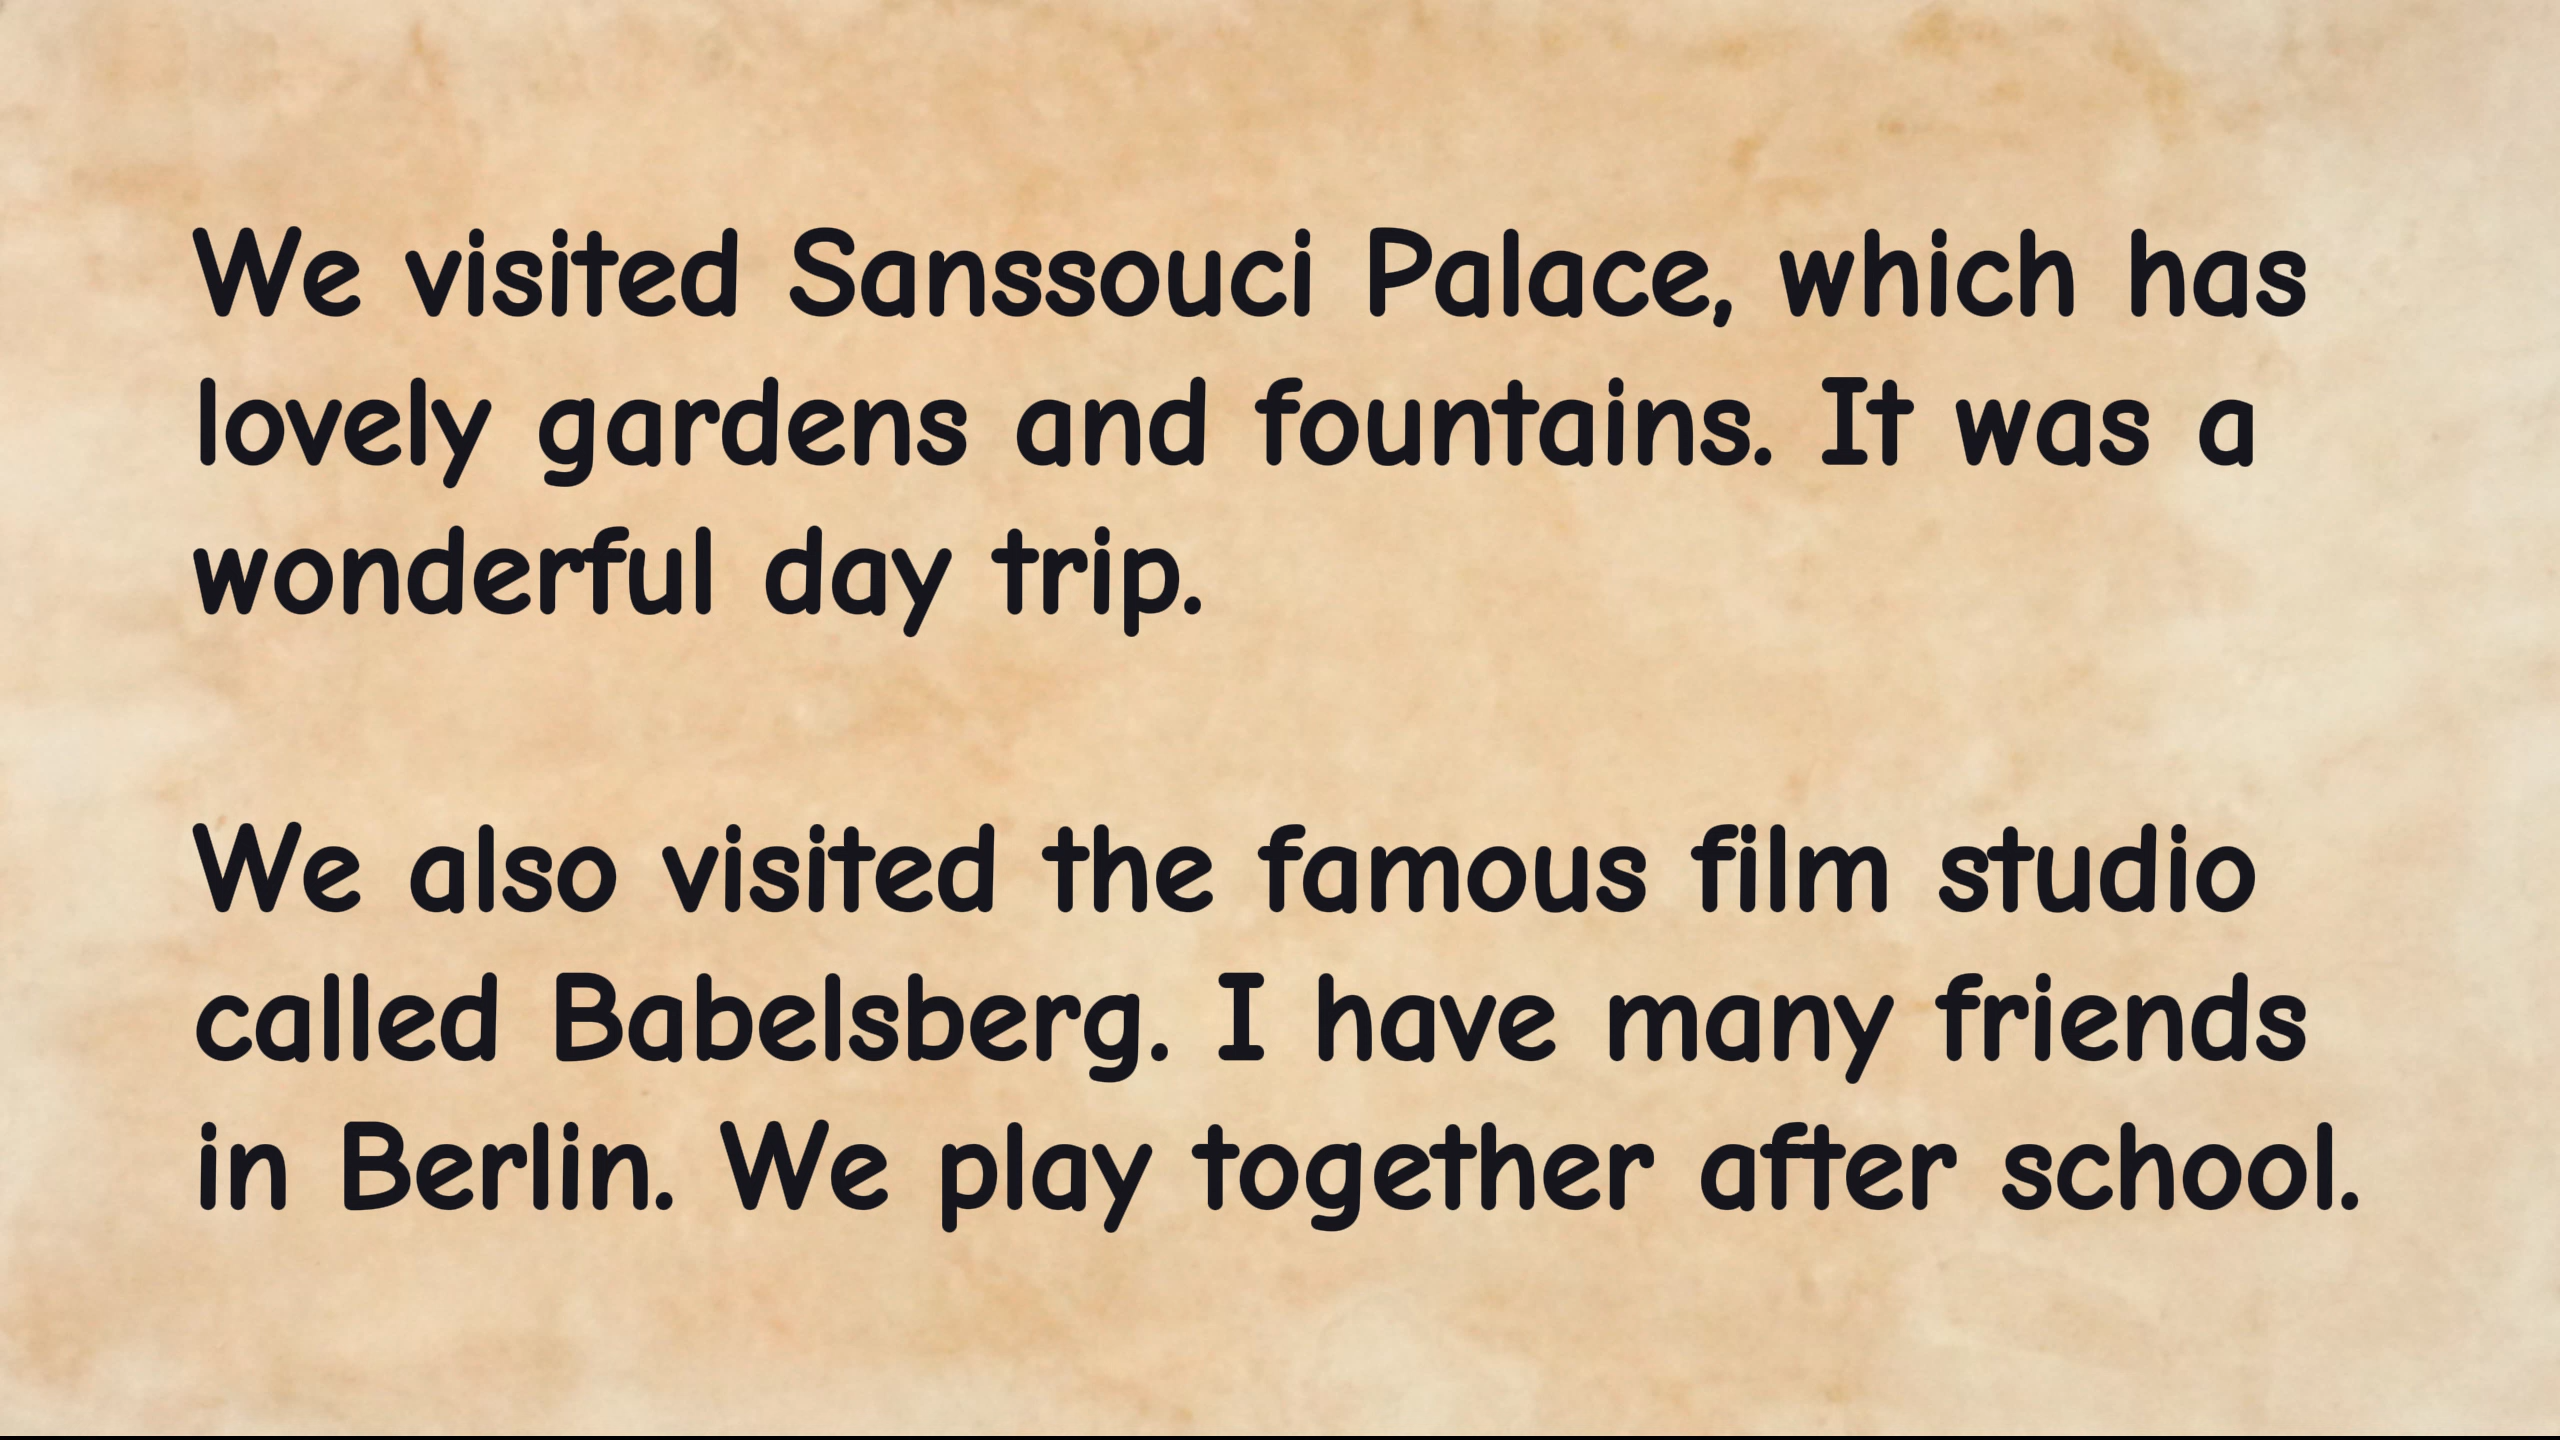 We visited Sanssouci Palace, which has
lovely gardens and fountains. It was a
wonderful day trip.
We also visited the famous film studio
called Babelsberg. I have many friends
in Berlin. We play together after school.